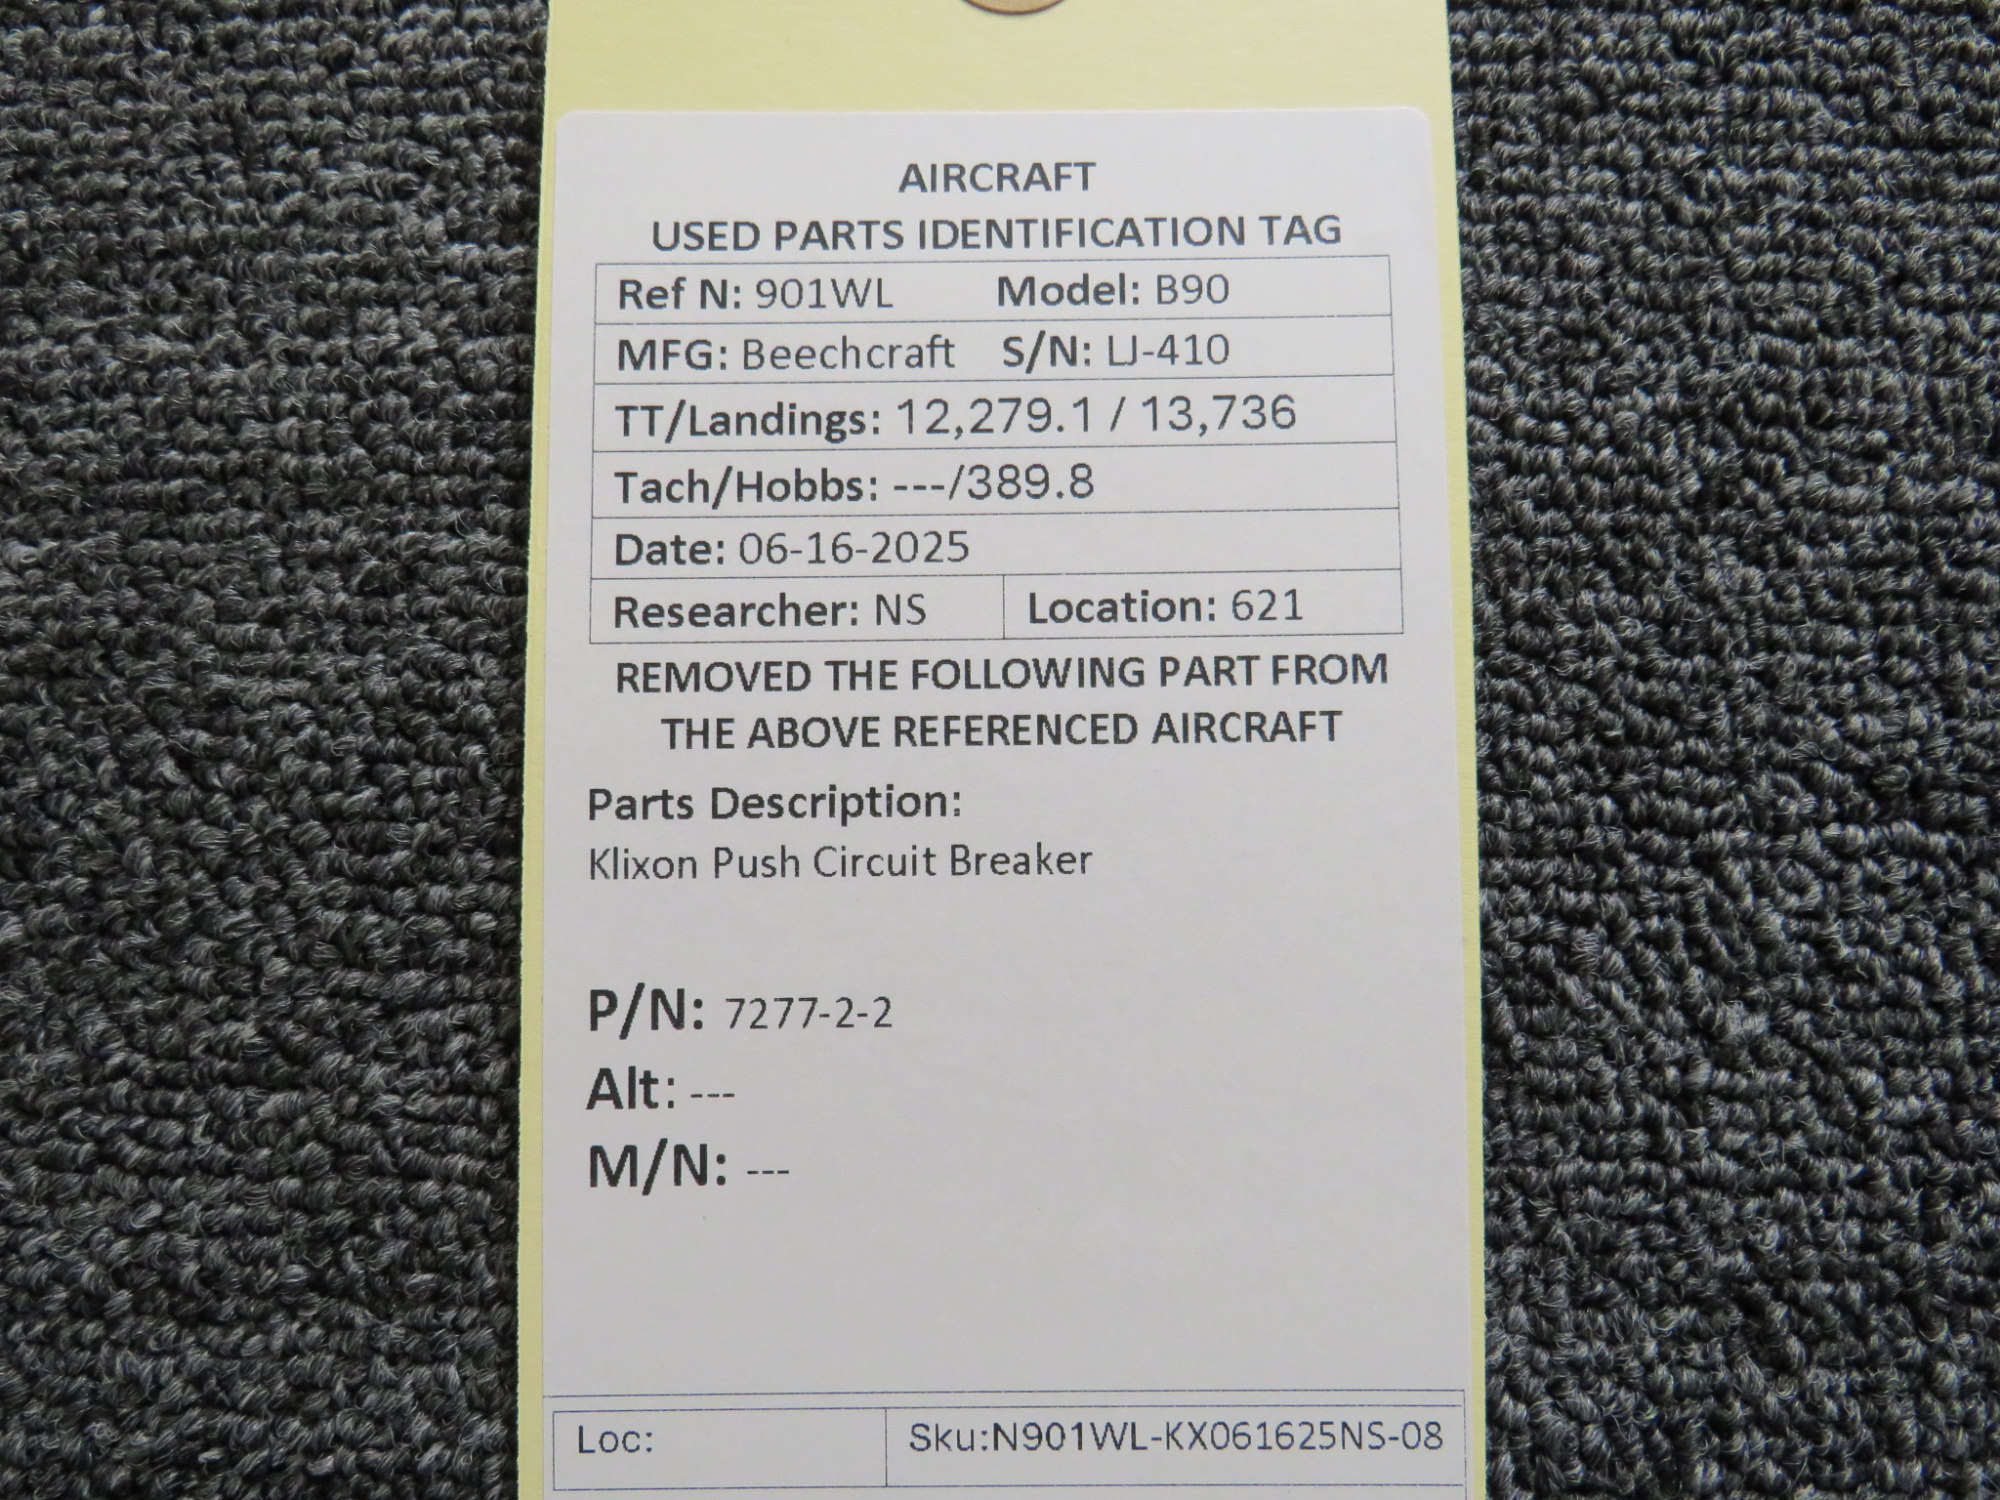 AIRCRAFT
USED PARTS IDENTIFICATION TAG
Ref N: 901WL Model: B90
MFG: Beechcraft S/N: LJ-410
TT/Landings: 12,279.1 / 13,736
Tach/Hobbs: ---/389.8
Date: 06-16-2025
Researcher: NS Location: 621
REMOVED THE FOLLOWING PART FROM
THE ABOVE REFERENCED AIRCRAFT
Parts Description:
Klixon Push Circuit Breaker
P/N: 7277-2-2
Alt: ---
M/N: ---
Loc: Sku:N901WL-KX061625NS-08